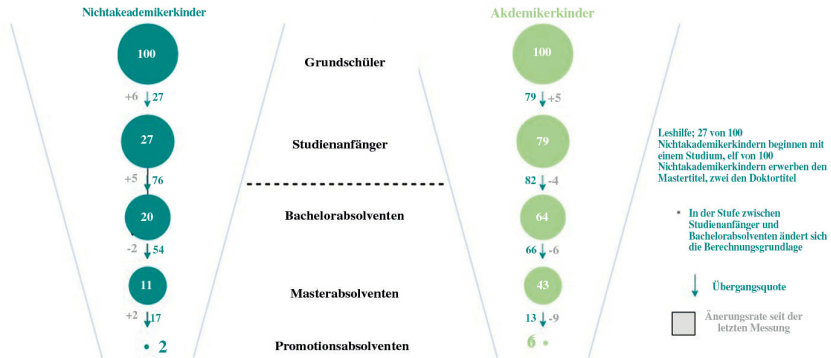 Nichtakeademikerkinder
Akdemikerkinder
100
Grundschüler
100
+6 27
79 +5
27
Studienanfänger
79
+5 76
82 -4
20
Bachelorabsolventen
64
-2 54
66 -6
11
Masterabsolventen
43
+2 17
13 -9
2
Promotionsabsolventen
6
Leshilfe; 27 von 100
Nichtakademikerkindern beginnen mit
einem Studium, elf von 100
Nichtakademikerkindern erwerben den
Mastertitel, zwei den Doktortitel
* In der Stufe zwischen
Studienanfänger und
Bachelorabsolventen ändert sich
die Berechnungsgrundlage
Übergangsquote
Änerungsrate seit der
letzten Messung